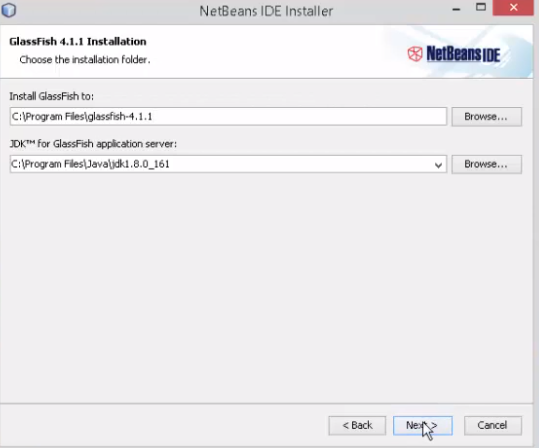 NetBeans IDE Installer
GlassFish 4.1.1 Installation
Choose the installation folder.
NetBeans IDE
Install GlassFish to:
C:\Program Files\glassfish-4.1.1
Browse...
JDK™ for GlassFish application server:
C:\Program Files\Java\jdk1.8.0_161
Browse...
< Back
Next >
Cancel